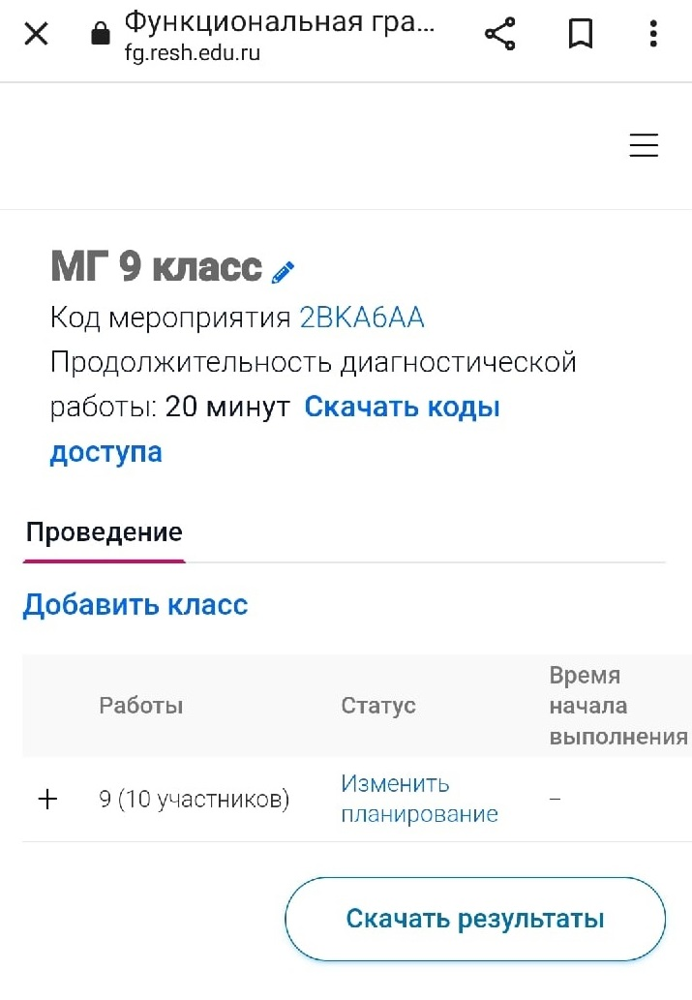 Функциональная гра...
fg.resh.edu.ru
МГ 9 класс
Код мероприятия 2BKA6AA
Продолжительность диагностической
работы: 20 минут Скачать коды
доступа
Проведение
Добавить класс
Работы
Статус
Время
начала
выполнения
9 (10 участников)
Изменить
планирование
–
Скачать результаты